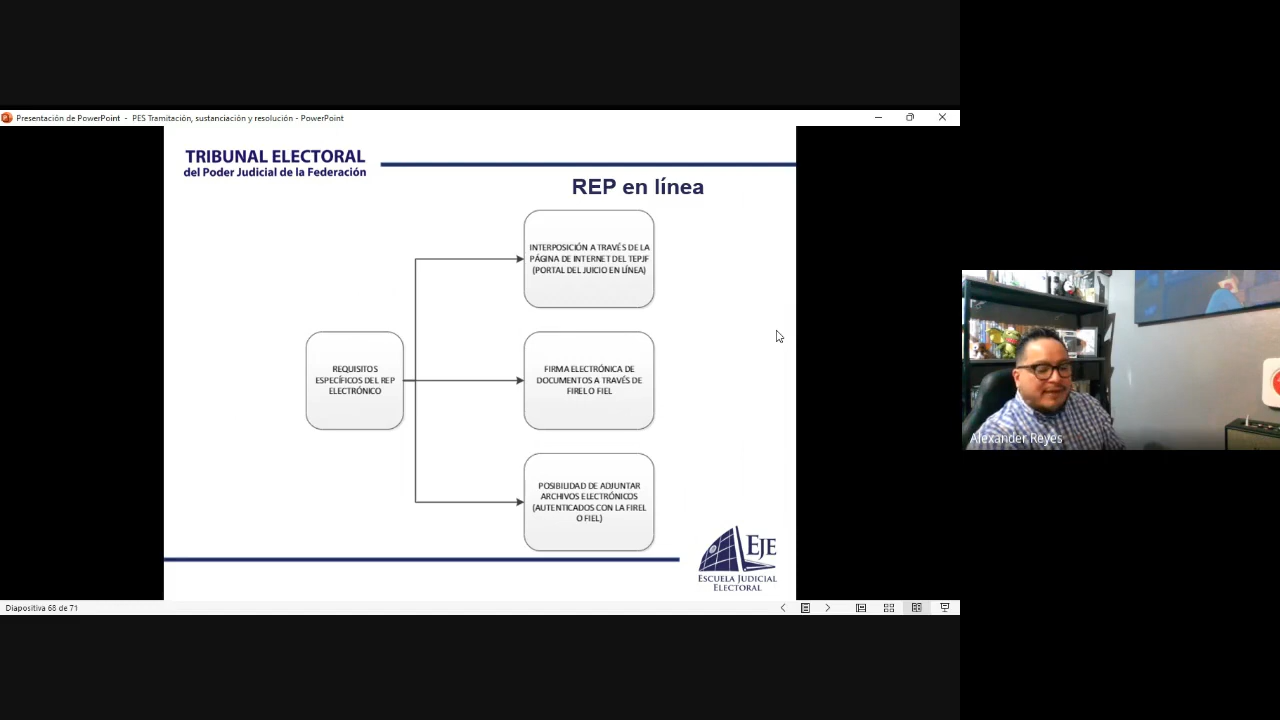 Presentación de PowerPoint - PES Tramitación, sustanciación y resolución - PowerPoint
TRIBUNAL ELECTORAL
del Poder Judicial de la Federación
REP en línea
INTERPOSICIÓN A TRAVÉS DE LA
PÁGINA DE INTERNET DEL TEPJF
(PORTAL DEL JUICIO EN LÍNEA)
REQUISITOS
ESPECÍFICOS DEL REP
ELECTRÓNICO
FIRMA ELECTRÓNICA DE
DOCUMENTOS A TRAVÉS DE
FIREL O FIEL
POSIBILIDAD DE ADJUNTAR
ARCHIVOS ELECTRÓNICOS
(AUTENTICADOS CON LA FIREL
O FIEL)
EJE
ESCUELA JUDICIAL
ELECTORAL
Diapositiva 68 de 71
Alexander Reyes